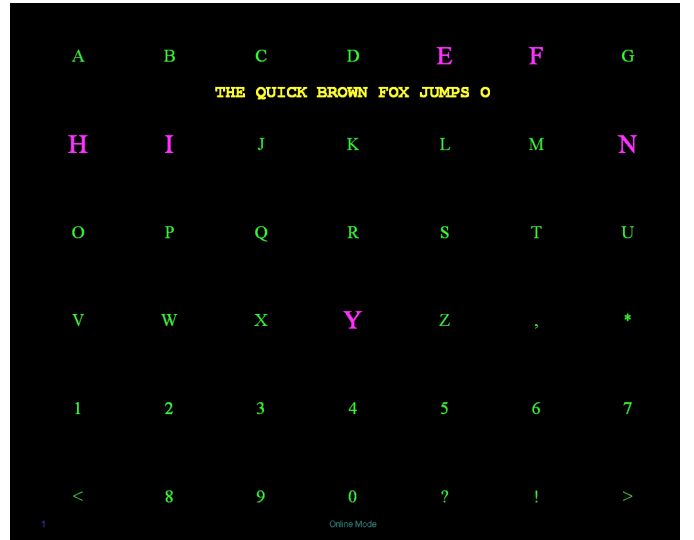 A B C D E F G
THE QUICK BROWN FOX JUMPS O
H I J K L M N
O P Q R S T U
V W X Y Z , *
1 2 3 4 5 6 7
< 8 9 0 ? ! >
1 Online Mode